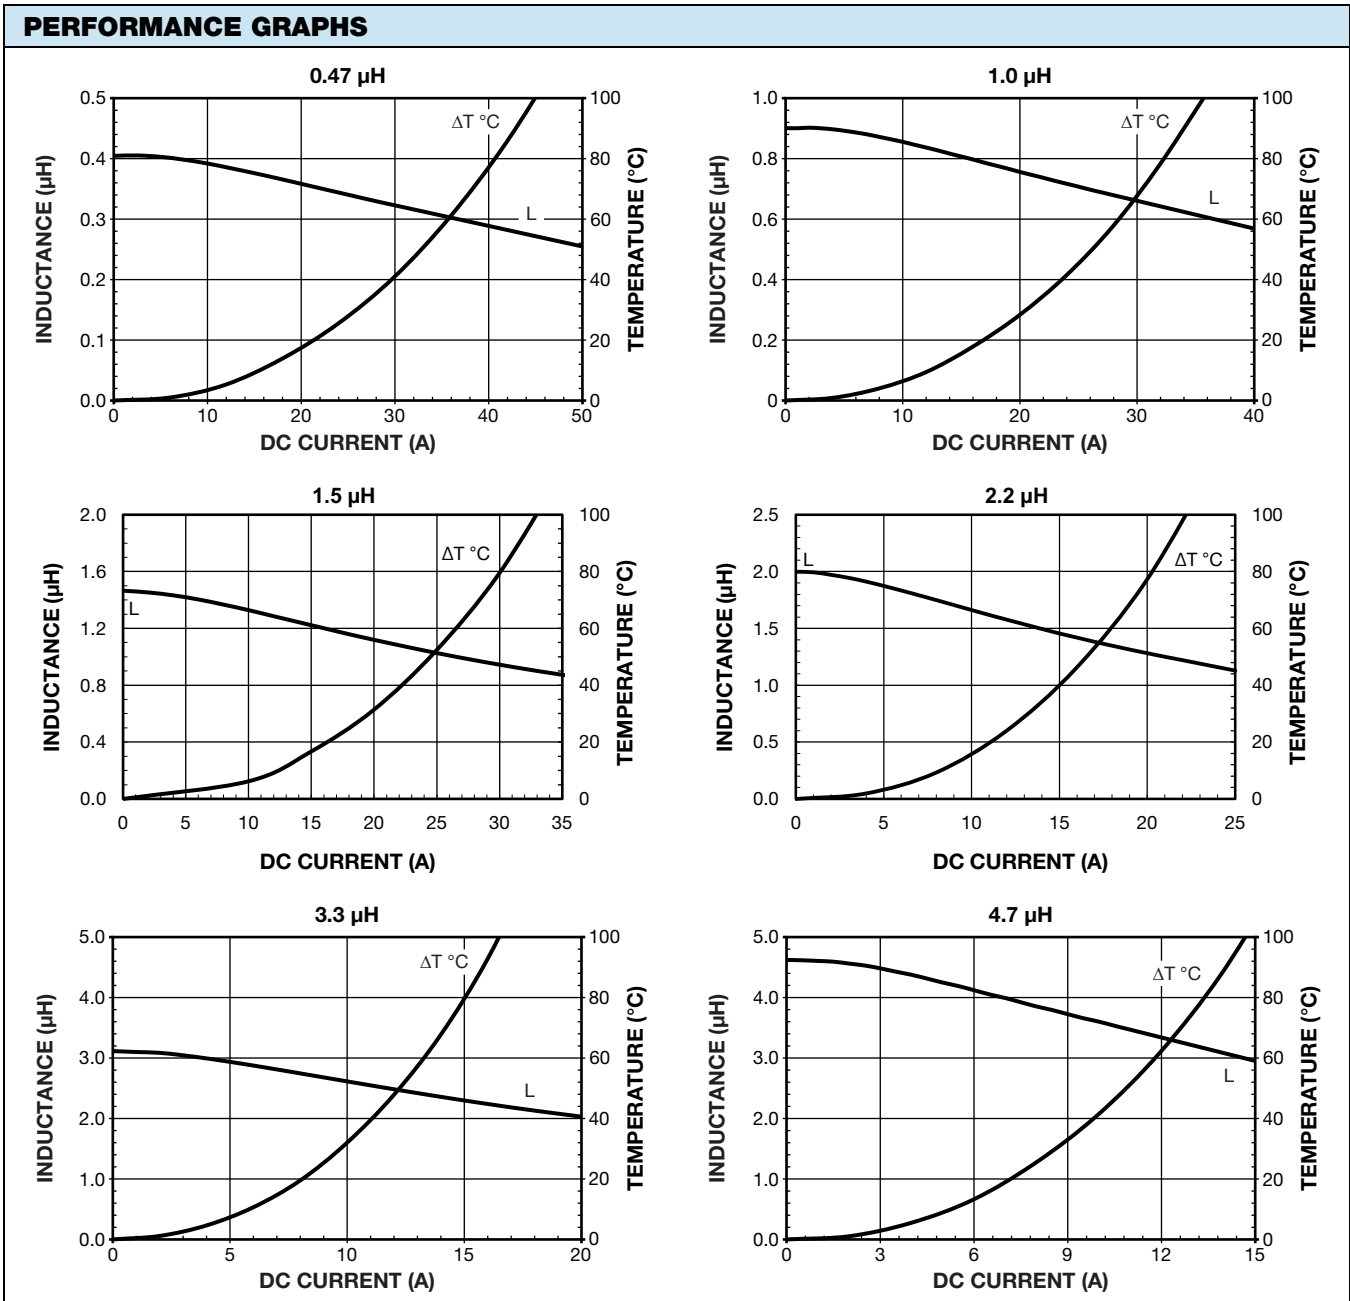 PERFORMANCE GRAPHS
0.47 µH
0.5
0.4
0.3
0.2
0.1
0.0
INDUCTANCE (µH)
ΔT °C
L
100
80
60
40
20
0
TEMPERATURE (°C)
0 10 20 30 40 50
DC CURRENT (A)
1.0 µH
1.0
0.8
0.6
0.4
0.2
0
INDUCTANCE (µH)
ΔT °C
L
100
80
60
40
20
0
TEMPERATURE (°C)
0 10 20 30 40
DC CURRENT (A)
1.5 µH
2.0
1.6
1.2
0.8
0.4
0.0
INDUCTANCE (µH)
ΔT °C
L
100
80
60
40
20
0
TEMPERATURE (°C)
0 5 10 15 20 25 30 35
DC CURRENT (A)
2.2 µH
2.5
2.0
1.5
1.0
0.5
0.0
INDUCTANCE (µH)
L
ΔT °C
100
80
60
40
20
0
TEMPERATURE (°C)
0 5 10 15 20 25
DC CURRENT (A)
3.3 µH
5.0
4.0
3.0
2.0
1.0
0.0
INDUCTANCE (µH)
ΔT °C
L
100
80
60
40
20
0
TEMPERATURE (°C)
0 5 10 15 20
DC CURRENT (A)
4.7 µH
5.0
4.0
3.0
2.0
1.0
0.0
INDUCTANCE (µH)
ΔT °C
L
100
80
60
40
20
0
TEMPERATURE (°C)
0 3 6 9 12 15
DC CURRENT (A)